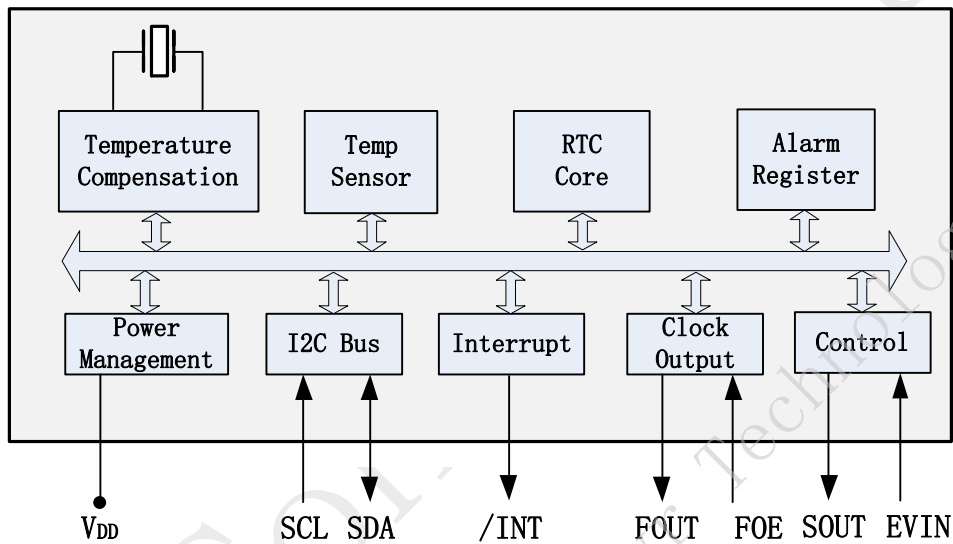 Temperature
Compensation
Temp
Sensor
RTC
Core
Alarm
Register
Power
Management
I2C Bus
Interrupt
Clock
Output
Control
VDD
SCL
SDA
/INT
FOUT
FOE
SOUT
EVIN